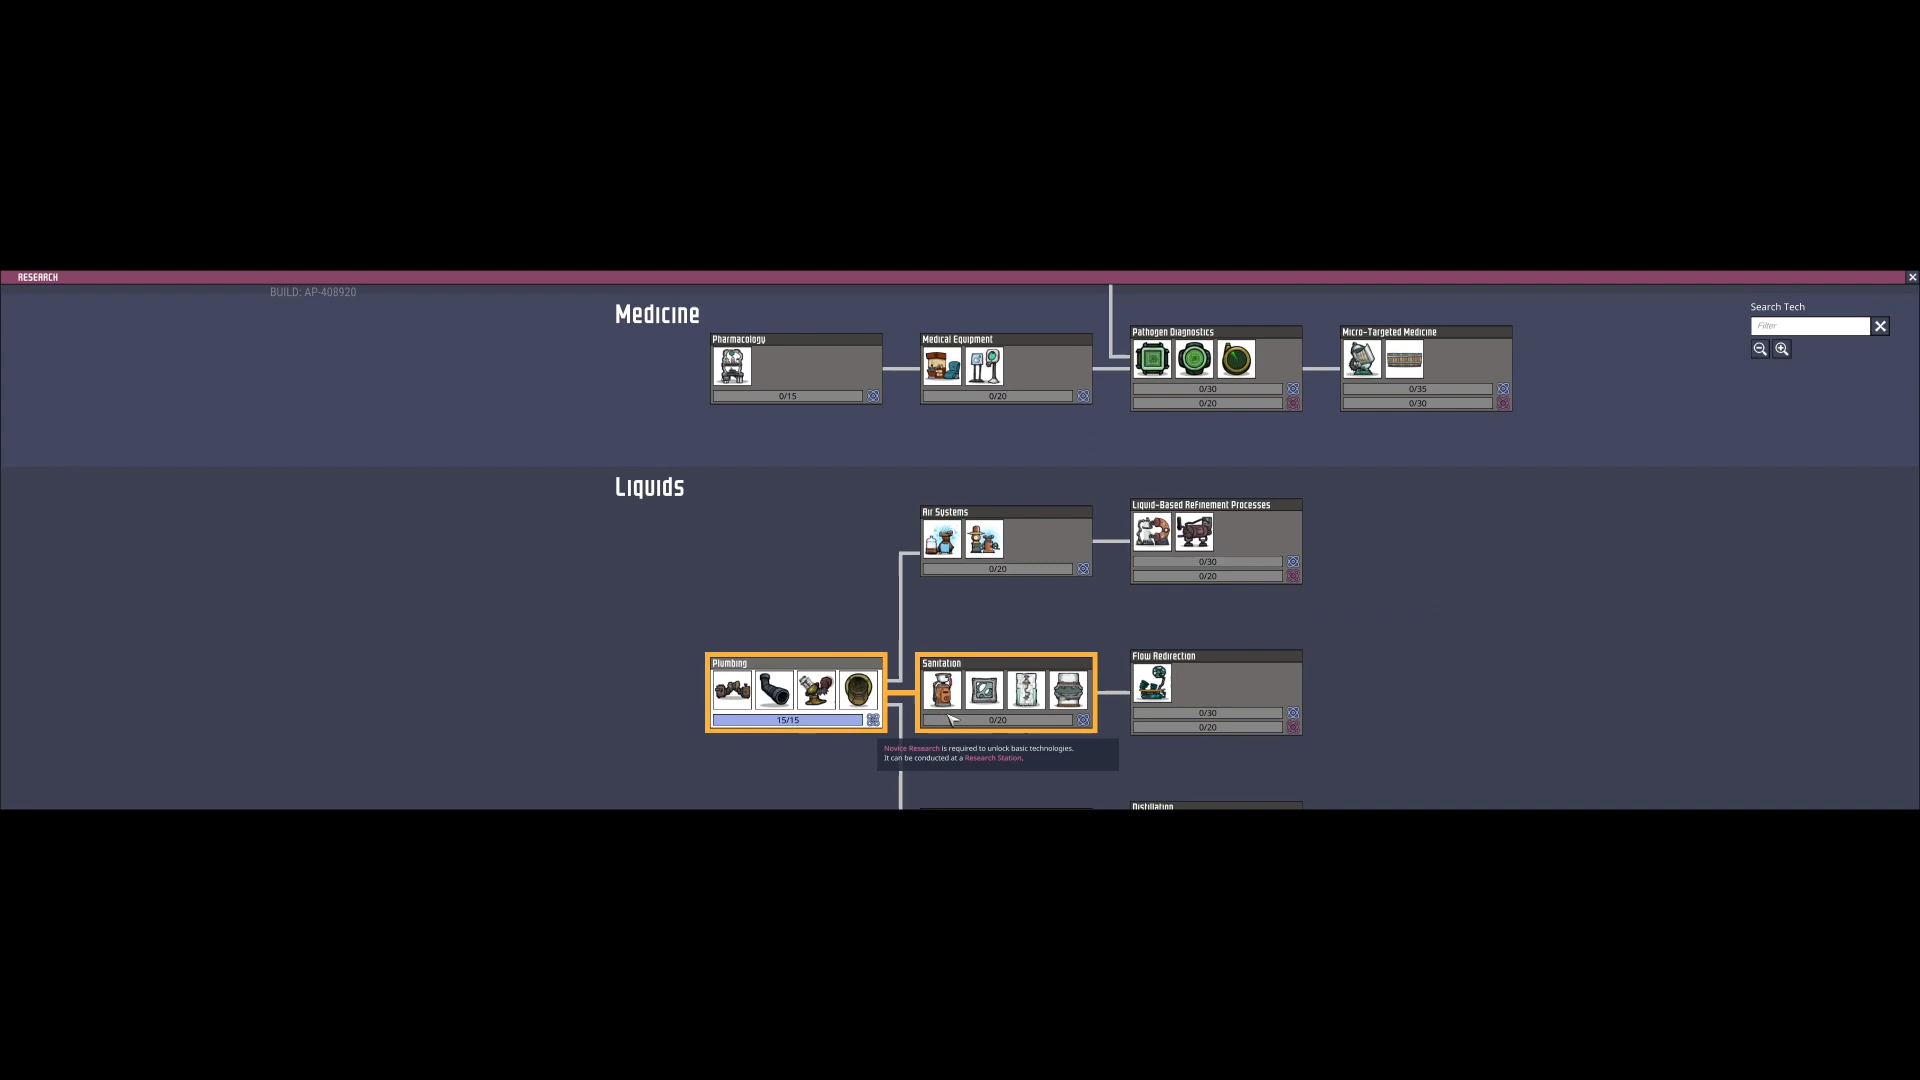 RESEARCH
BUILD: AP-408920
Search Tech
Filter
Medicine
Pharmacology
0/15
Medical Equipment
0/20
Pathogen Diagnostics
0/30
0/20
Micro-Targeted Medicine
0/35
0/30
Liquids
Air Systems
0/20
Liquid-Based Refinement Processes
0/30
0/20
Plumbing
15/15
Sanitation
0/20
Flow Redirection
0/30
0/20
Novice Research is required to unlock basic technologies.
It can be conducted at a Research Station.
Distillation